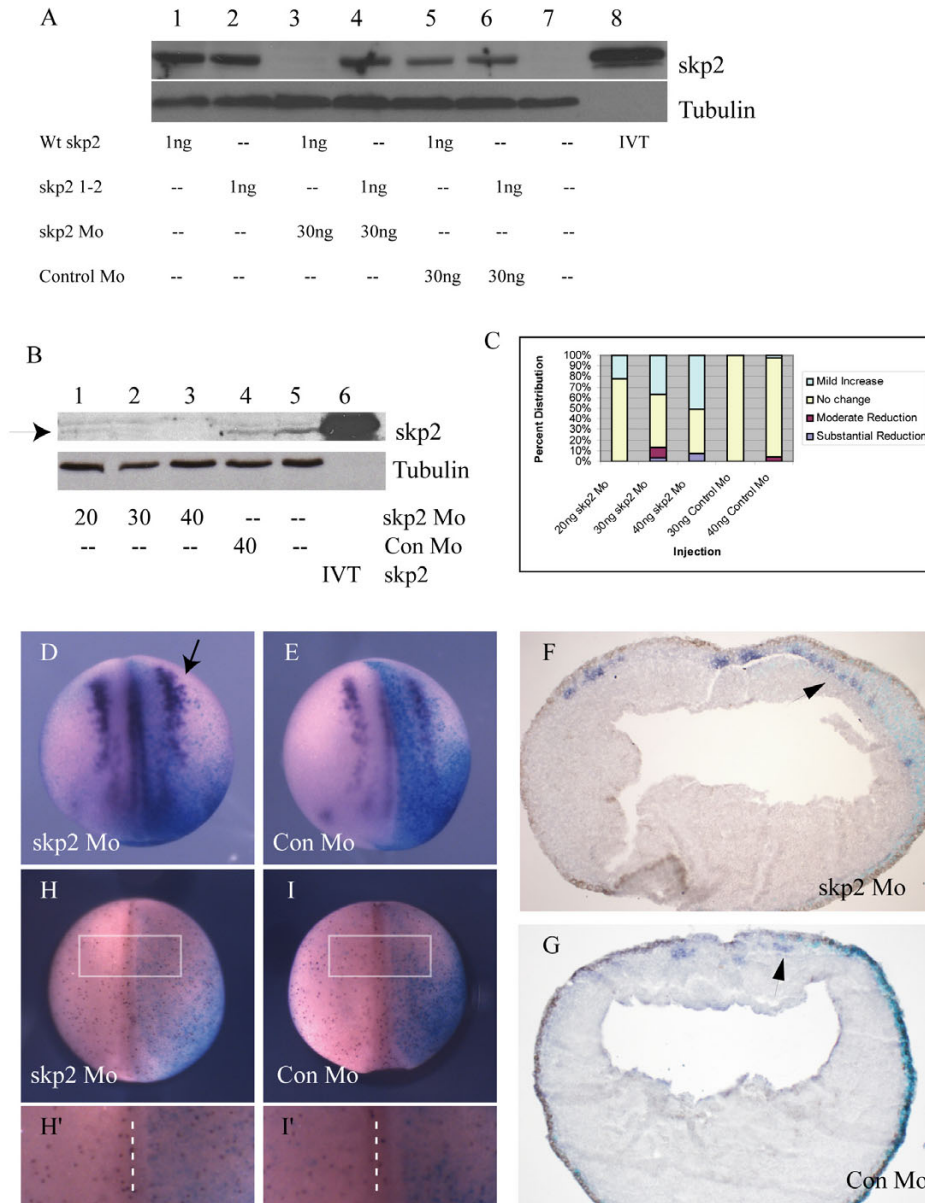 A
1 2 3 4 5 6 7 8
skp2
Tubulin
Wt skp2 1ng -- 1ng -- 1ng -- -- IVT
skp2 1-2 -- 1ng -- 1ng -- 1ng --
skp2 Mo -- -- 30ng 30ng -- -- --
Control Mo -- -- -- -- 30ng 30ng --
B
1 2 3 4 5 6
skp2
Tubulin
20 30 40 -- -- skp2 Mo
-- -- -- 40 -- Con Mo
IVT skp2
C
Percent Distribution
100%
90%
80%
70%
60%
50%
40%
30%
20%
10%
0%
20ng skp2 Mo
30ng skp2 Mo
40ng skp2 Mo
30ng Control Mo
40ng Control Mo
Injection
Mild Increase
No change
Moderate Reduction
Substantial Reduction
D
skp2 Mo
E
Con Mo
F
skp2 Mo
H
skp2 Mo
I
Con Mo
G
Con Mo
H'
I'